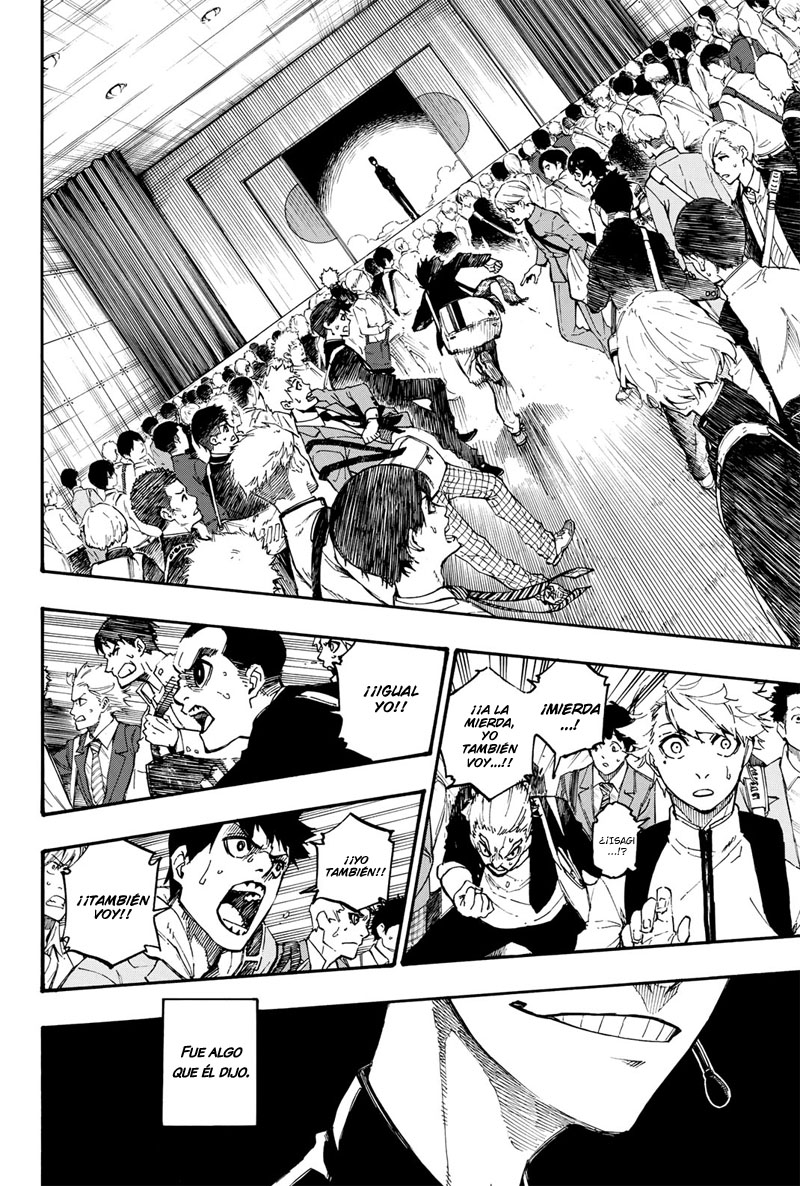 ¡MIERDA
...!
¡¡A LA
MIERDA,
YO
TAMBIÉN
VOY...!!
¿¡ISAGI
...!?
¡¡IGUAL
YO!!
¡¡YO
TAMBIÉN!!
¡¡TAMBIÉN
VOY!!
FUE ALGO
QUE ÉL DIJO.